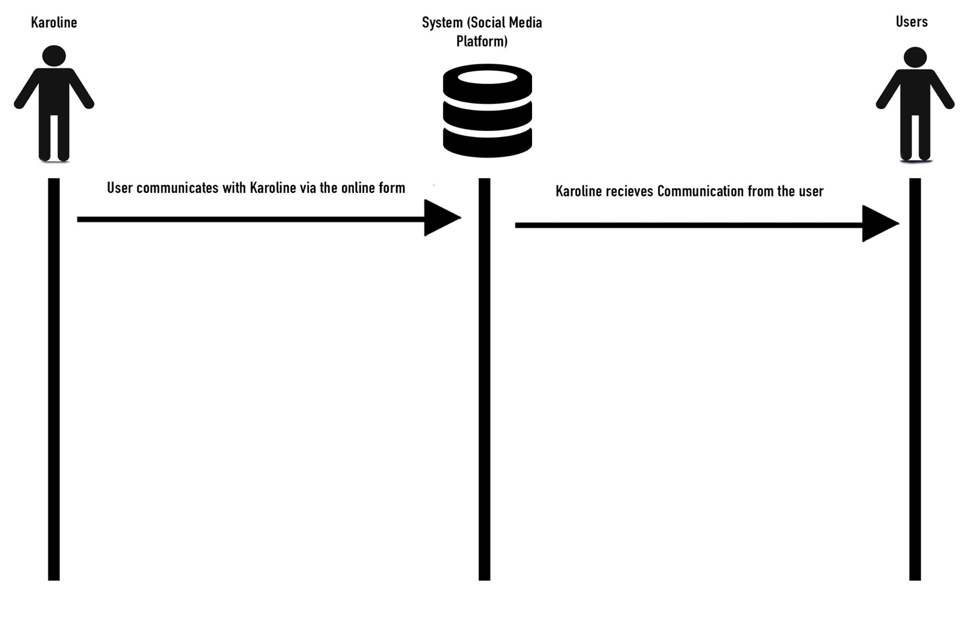 Karoline
System (Social Media
Platform)
Users
User communicates with Karoline via the online form
Karoline recieves Communication from the user